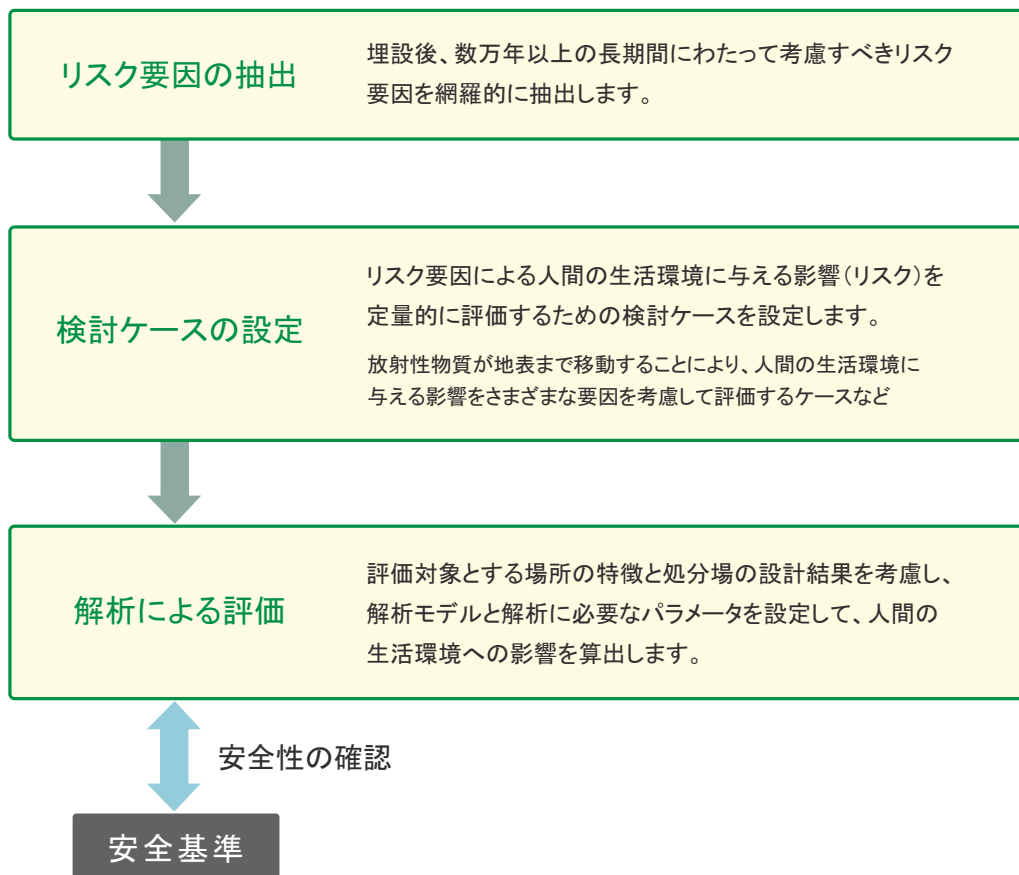 リスク要因の抽出
埋設後、数万年以上の長期間にわたって考慮すべきリスク
要因を網羅的に抽出します。
検討ケースの設定
リスク要因による人間の生活環境に与える影響(リスク)を
定量的に評価するための検討ケースを設定します。
放射性物質が地表まで移動することにより、人間の生活環境に
与える影響をさまざまな要因を考慮して評価するケースなど
解析による評価
評価対象とする場所の特徴と処分場の設計結果を考慮し、
解析モデルと解析に必要なパラメータを設定して、人間の
生活環境への影響を算出します。
安全性の確認
安全基準